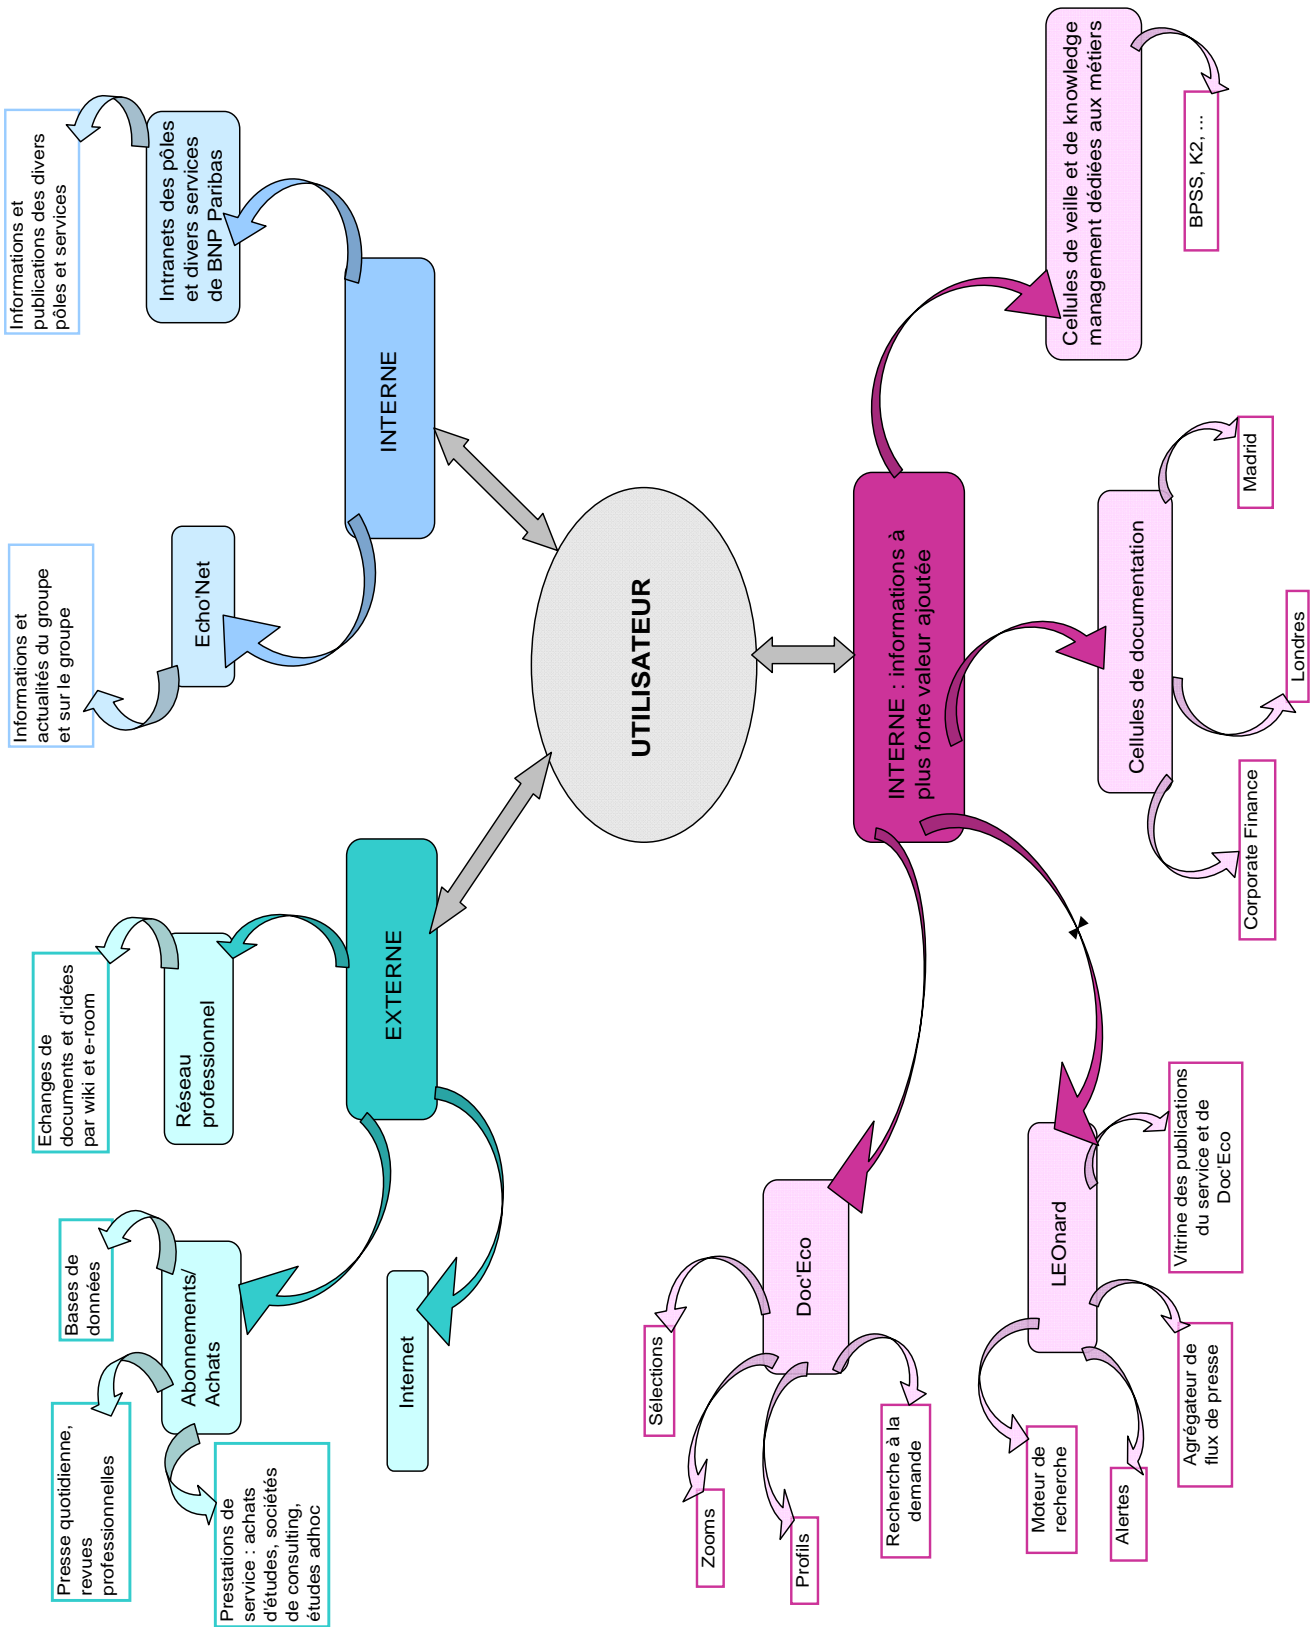 Presse quotidienne,
revues
professionnelles
Bases de
données
Echanges de
documents et d'idées
par wiki et e-room
Informations et
actualités du groupe
et sur le groupe
Informations et
publications des divers
pôles et services
Prestations de
service : achats
d'études, sociétés
de consulting,
études adhoc
Abonnements/
Achats
Réseau
professionnel
Echo'Net
Intranets des pôles
et divers services
de BNP Paribas
Internet
EXTERNE
INTERNE
UTILISATEUR
Sélections
Zooms
Profils
Recherche à la
demande
Doc'Eco
INTERNE : informations à
plus forte valeur ajoutée
Moteur de
recherche
Alertes
Agrégateur de
flux de presse
LEOnard
Vitrine des publications
du service et de
Doc'Eco
Cellules de documentation
Corporate Finance
Londres
Madrid
Cellules de veille et de knowledge
management dédiées aux métiers
BPSS, K2, ...